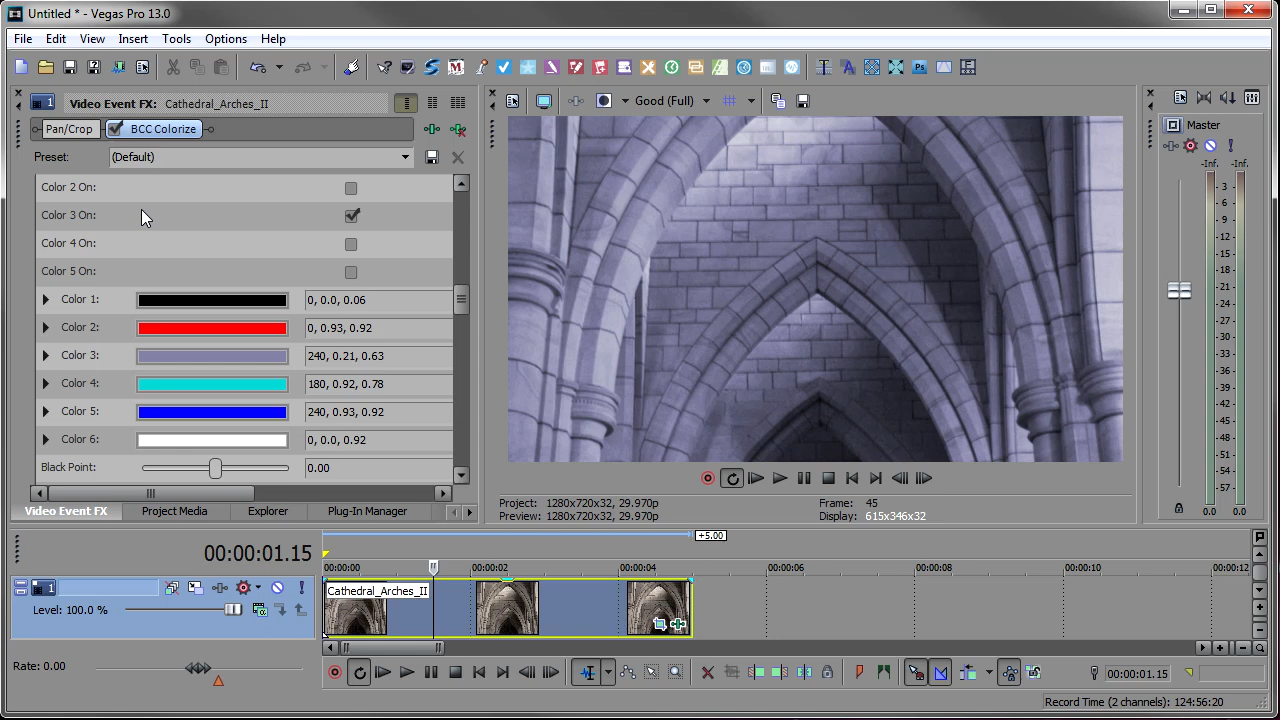 Untitled * - Vegas Pro 13.0
File Edit View Insert Tools Options Help
1 Video Event FX: Cathedral_Arches_II
Good (Full)
Master
Pan/Crop BCC Colorize
Preset: (Default)
-Inf. -Inf.
Color 2 On:
Color 3 On:
Color 4 On:
Color 5 On:
Color 1: 0, 0.0, 0.06
Color 2: 0, 0.93, 0.92
Color 3: 240, 0.21, 0.63
Color 4: 180, 0.92, 0.78
Color 5: 240, 0.93, 0.92
Color 6: 0, 0.0, 0.92
Black Point: 0.00
- 3 -
- 6 -
- 9 -
-12-
-15-
-18-
-21-
-24-
-27-
-30-
-33-
-36-
-39-
-42-
-45-
-48-
-51-
-54-
-57-
0.0 0.0
Video Event FX Project Media Explorer Plug-In Manager
Project: 1280x720x32, 29.970p Frame: 45
Preview: 1280x720x32, 29.970p Display: 615x346x32
+5.00
00:00:01.15
00:00:00 00:00:02 00:00:04 00:00:06 00:00:08 00:00:10 00:00:12
1
Cathedral_Arches_II
Level: 100.0 %
Rate: 0.00
00:00:01.15
Record Time (2 channels): 124:56:20